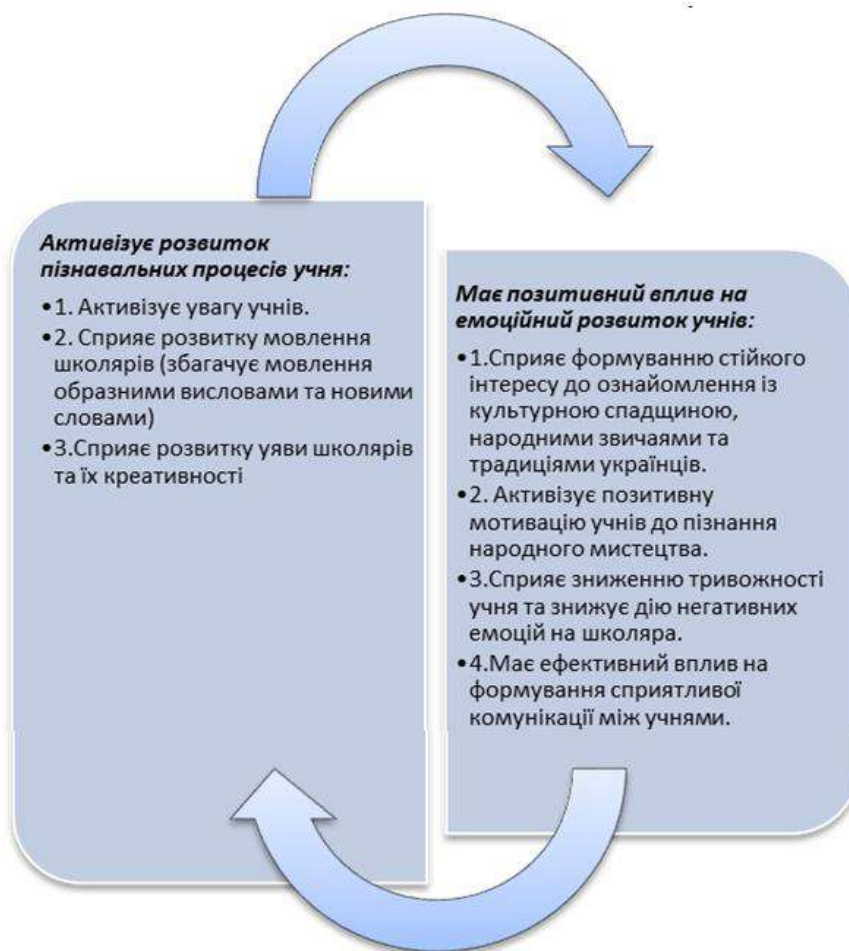 Активізує розвиток
пізнавальних процесів учня:
•1. Активізує увагу учнів.
•2. Сприяє розвитку мовлення
школярів (збагачує мовлення
образними висловами та новими
словами)
•3.Сприяє розвитку уяви школярів
та їх креативності
Має позитивний вплив на
емоційний розвиток учнів:
•1.Сприяє формуванню стійкого
інтересу до ознайомлення із
культурною спадщиною,
народними звичаями та
традиціями українців.
•2. Активізує позитивну
мотивацію учнів до пізнання
народного мистецтва.
•3.Сприяє зниженню тривожності
учня та знижує дію негативних
емоцій на школяра.
•4.Має ефективний вплив на
формування сприятливої
комунікації між учнями.